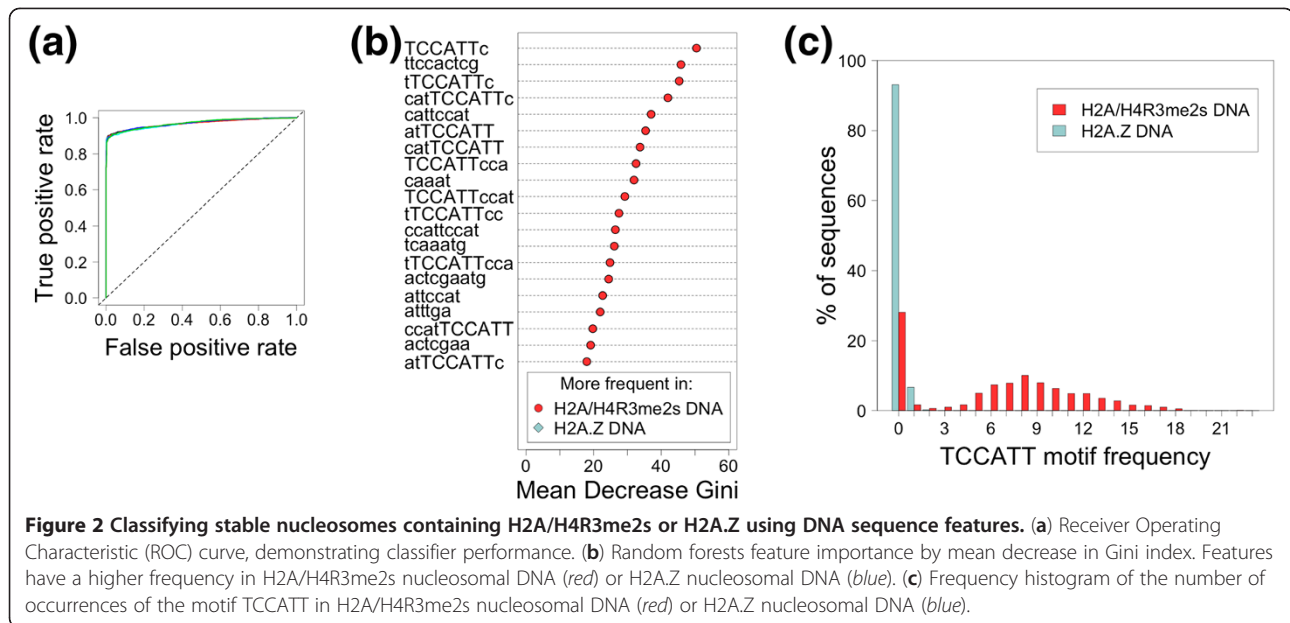 (a)
True positive rate
1.0
0.8
0.6
0.4
0.2
0.0
0.0 0.2 0.4 0.6 0.8 1.0
False positive rate
(b)
TCCATTc
ttccactcg
tTCCATTc
catTCCATTc
cattccat
atTCCATT
catTCCATT
TCCATTcca
caaat
TCCATTccat
tTCCATTcc
ccattccat
tcaaatg
tTCCATTcca
actcgaatg
attccat
atttga
ccatTCCATT
actcgaa
atTCCATTc
More frequent in:
H2A/H4R3me2s DNA
H2A.Z DNA
0 20 40 60
Mean Decrease Gini
(c)
% of sequences
100
80
60
40
20
0
H2A/H4R3me2s DNA
H2A.Z DNA
0 3 6 9 12 15 18 21
TCCATT motif frequency
Figure 2 Classifying stable nucleosomes containing H2A/H4R3me2s or H2A.Z using DNA sequence features. (a) Receiver Operating
Characteristic (ROC) curve, demonstrating classifier performance. (b) Random forests feature importance by mean decrease in Gini index. Features
have a higher frequency in H2A/H4R3me2s nucleosomal DNA (red) or H2A.Z nucleosomal DNA (blue). (c) Frequency histogram of the number of
occurrences of the motif TCCATT in H2A/H4R3me2s nucleosomal DNA (red) or H2A.Z nucleosomal DNA (blue).